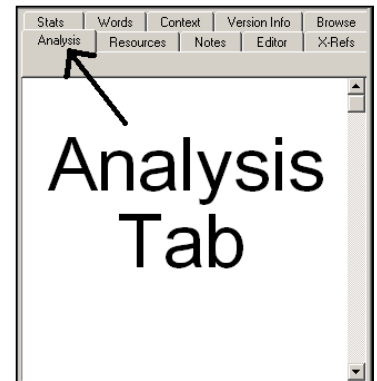 Stats Words Context Version Info Browse
Analysis Resources Notes Editor X-Refs
Analysis
Tab